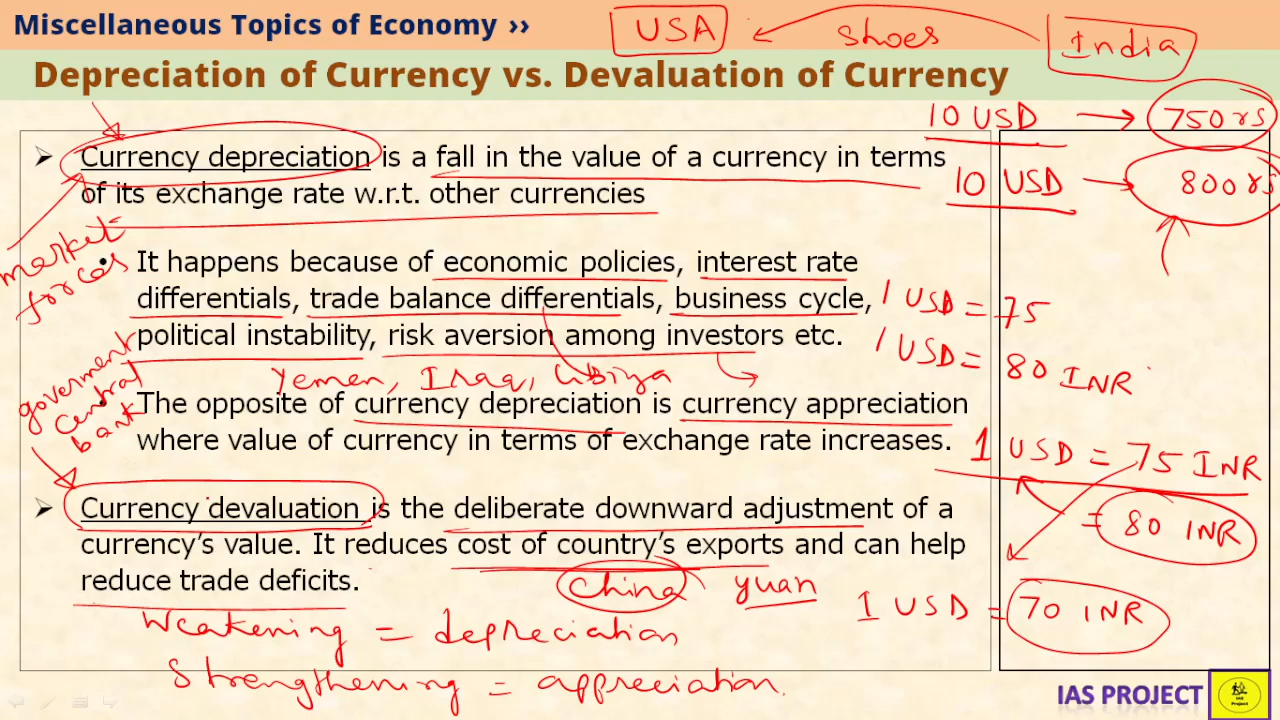 Miscellaneous Topics of Economy ››
USA
shoes
India
Depreciation of Currency vs. Devaluation of Currency
10 USD → 750 rs
10 USD → 800 rs
➢ Currency depreciation is a fall in the value of a currency in terms
of its exchange rate w.r.t. other currencies
market
forces
• It happens because of economic policies, interest rate
differentials, trade balance differentials, business cycle,
political instability, risk aversion among investors etc.
1 USD = 75
1 USD = 80 INR
Yemen, Iraq, Libiya
goverment
central
bank
• The opposite of currency depreciation is currency appreciation
where value of currency in terms of exchange rate increases.
1 USD = 75 INR
= 80 INR
1 USD = 70 INR
➢ Currency devaluation is the deliberate downward adjustment of a
currency’s value. It reduces cost of country’s exports and can help
reduce trade deficits.
China yuan
Weakening = depreciation
Strengthening = appreciation.
IAS PROJECT
IAS
Project